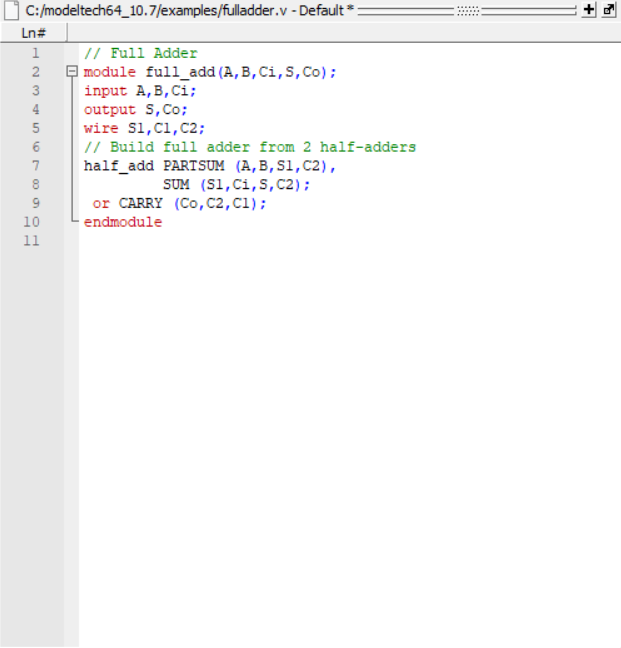 C:/modeltech64_10.7/examples/fulladder.v - Default *
Ln#
1 // Full Adder
2 module full_add(A,B,Ci,S,Co);
3 input A,B,Ci;
4 output S,Co;
5 wire S1,C1,C2;
6 // Build full adder from 2 half-adders
7 half_add PARTSUM (A,B,S1,C2),
8 SUM (S1,Ci,S,C2);
9 or CARRY (Co,C2,C1);
10 endmodule
11